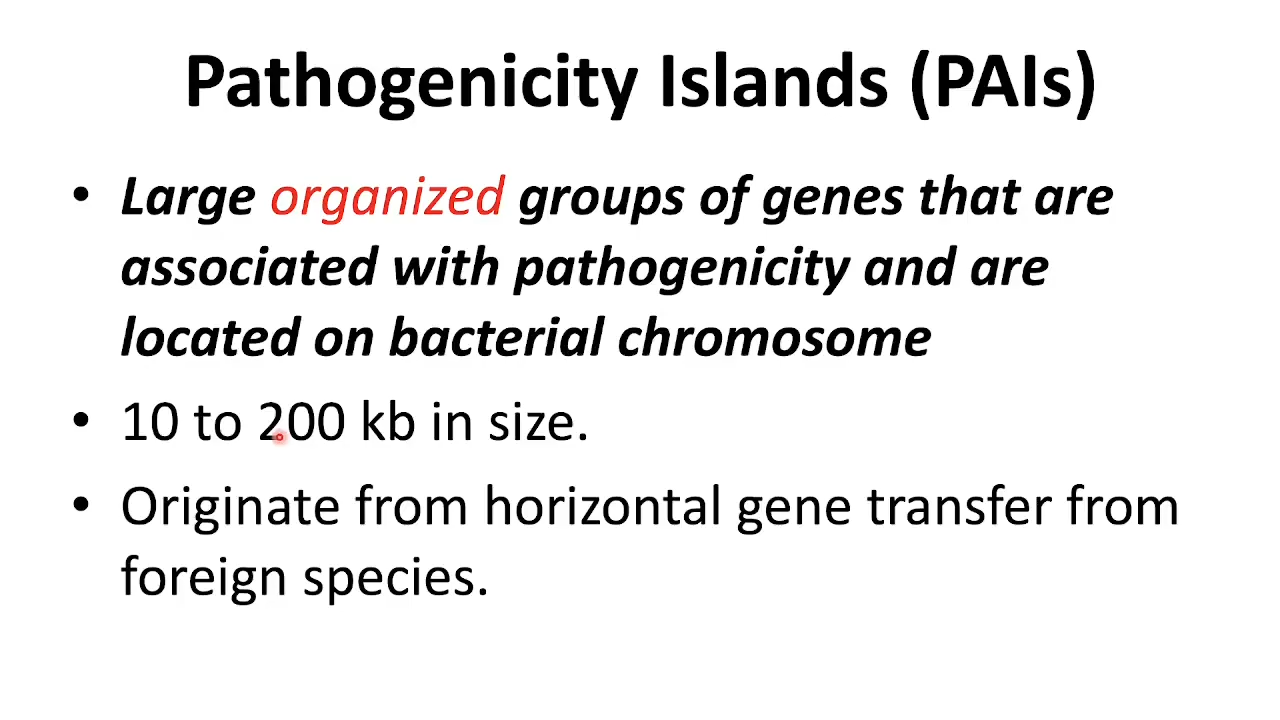 Pathogenicity Islands (PAIs)
• Large organized groups of genes that are
associated with pathogenicity and are
located on bacterial chromosome
• 10 to 200 kb in size.
• Originate from horizontal gene transfer from
foreign species.